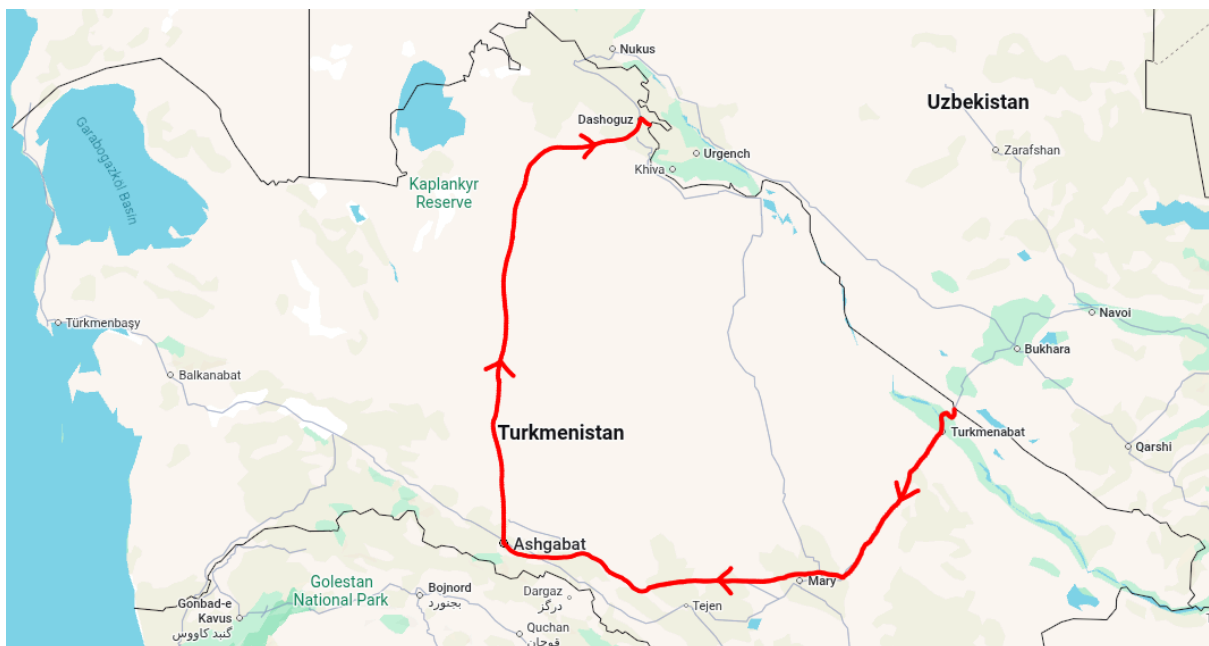 Nukus
Uzbekistan
Dashoguz
Garabogazköl Basin
Urgench
Zarafshan
Khiva
Kaplankyr
Reserve
Navoi
Türkmenbaşy
Bukhara
Balkanabat
Turkmenistan
Turkmenabat
Qarshi
Ashgabat
Golestan
National Park
Bojnord
بجنورد
Dargaz
درگز
Mary
Tejen
Gonbad-e
Kavus
گنبد کاووس
Quchan
قوچان